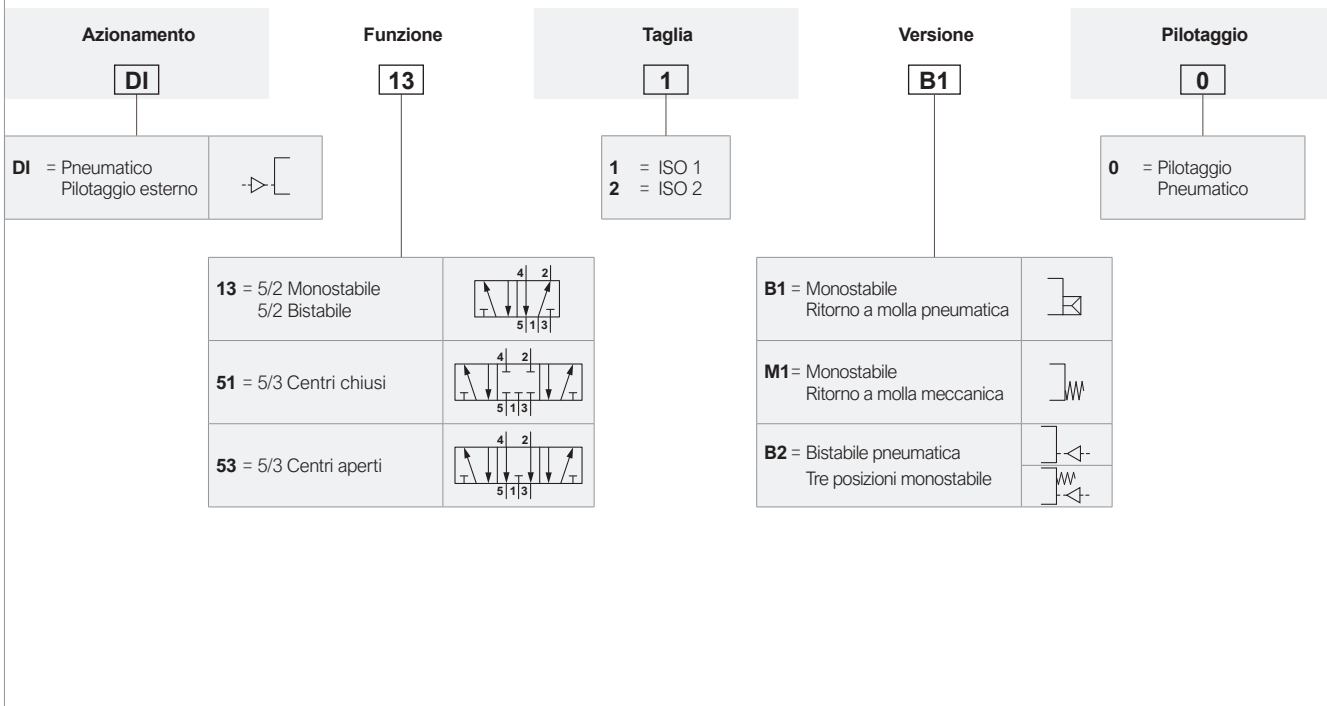 Azionamento Funzione Taglia Versione Pilotaggio
DI 13 1 B1 0
DI = Pneumatico
Pilotaggio esterno
1 = ISO 1
2 = ISO 2
0 = Pilotaggio
Pneumatico
13 = 5/2 Monostabile
5/2 Bistabile
4 2
5 1 3
51 = 5/3 Centri chiusi
4 2
5 1 3
53 = 5/3 Centri aperti
4 2
5 1 3
B1 = Monostabile
Ritorno a molla pneumatica
M1 = Monostabile
Ritorno a molla meccanica
B2 = Bistabile pneumatica
Tre posizioni monostabile